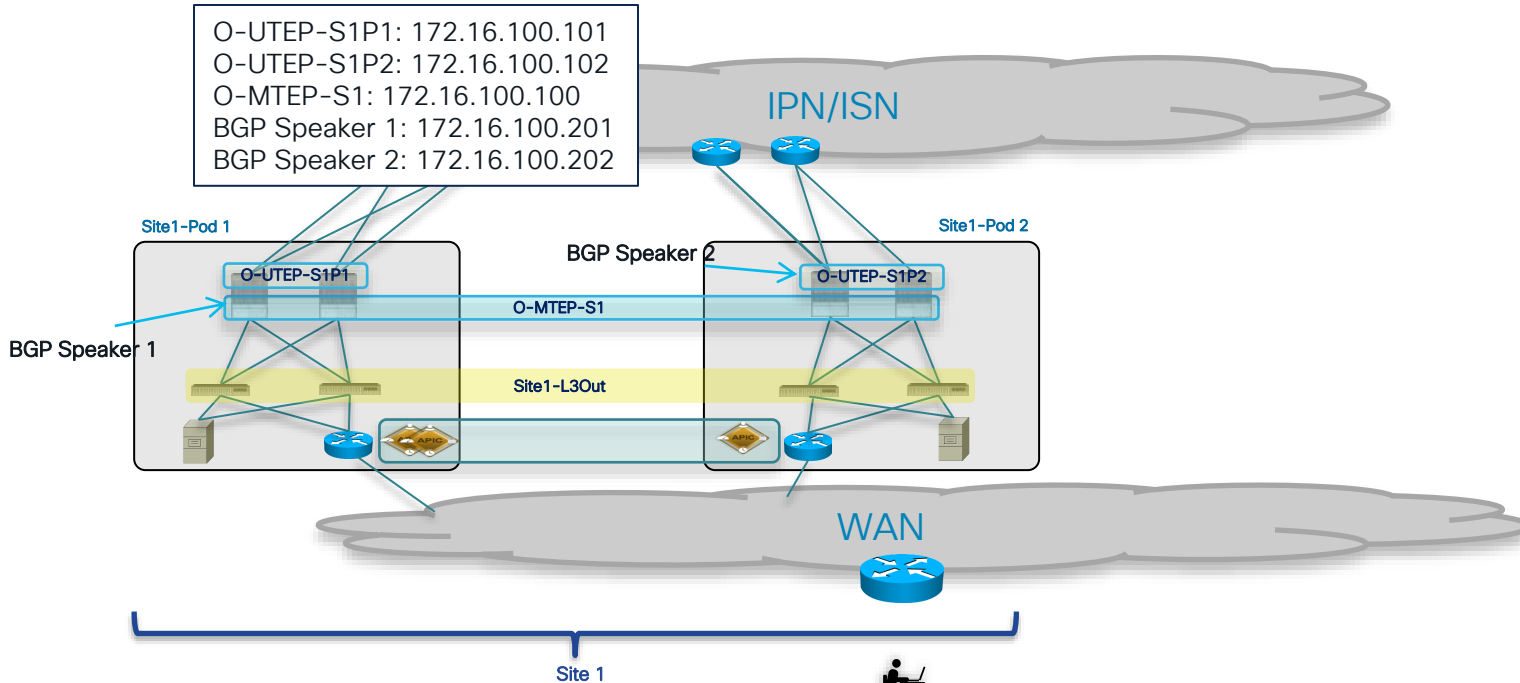 O-UTEP-S1P1: 172.16.100.101
O-UTEP-S1P2: 172.16.100.102
O-MTEP-S1: 172.16.100.100
BGP Speaker 1: 172.16.100.201
BGP Speaker 2: 172.16.100.202
IPN/ISN
Site1-Pod 1
Site1-Pod 2
BGP Speaker 2
O-UTEP-S1P1
O-UTEP-S1P2
O-MTEP-S1
BGP Speaker 1
Site1-L3Out
APIC
APIC
WAN
Site 1